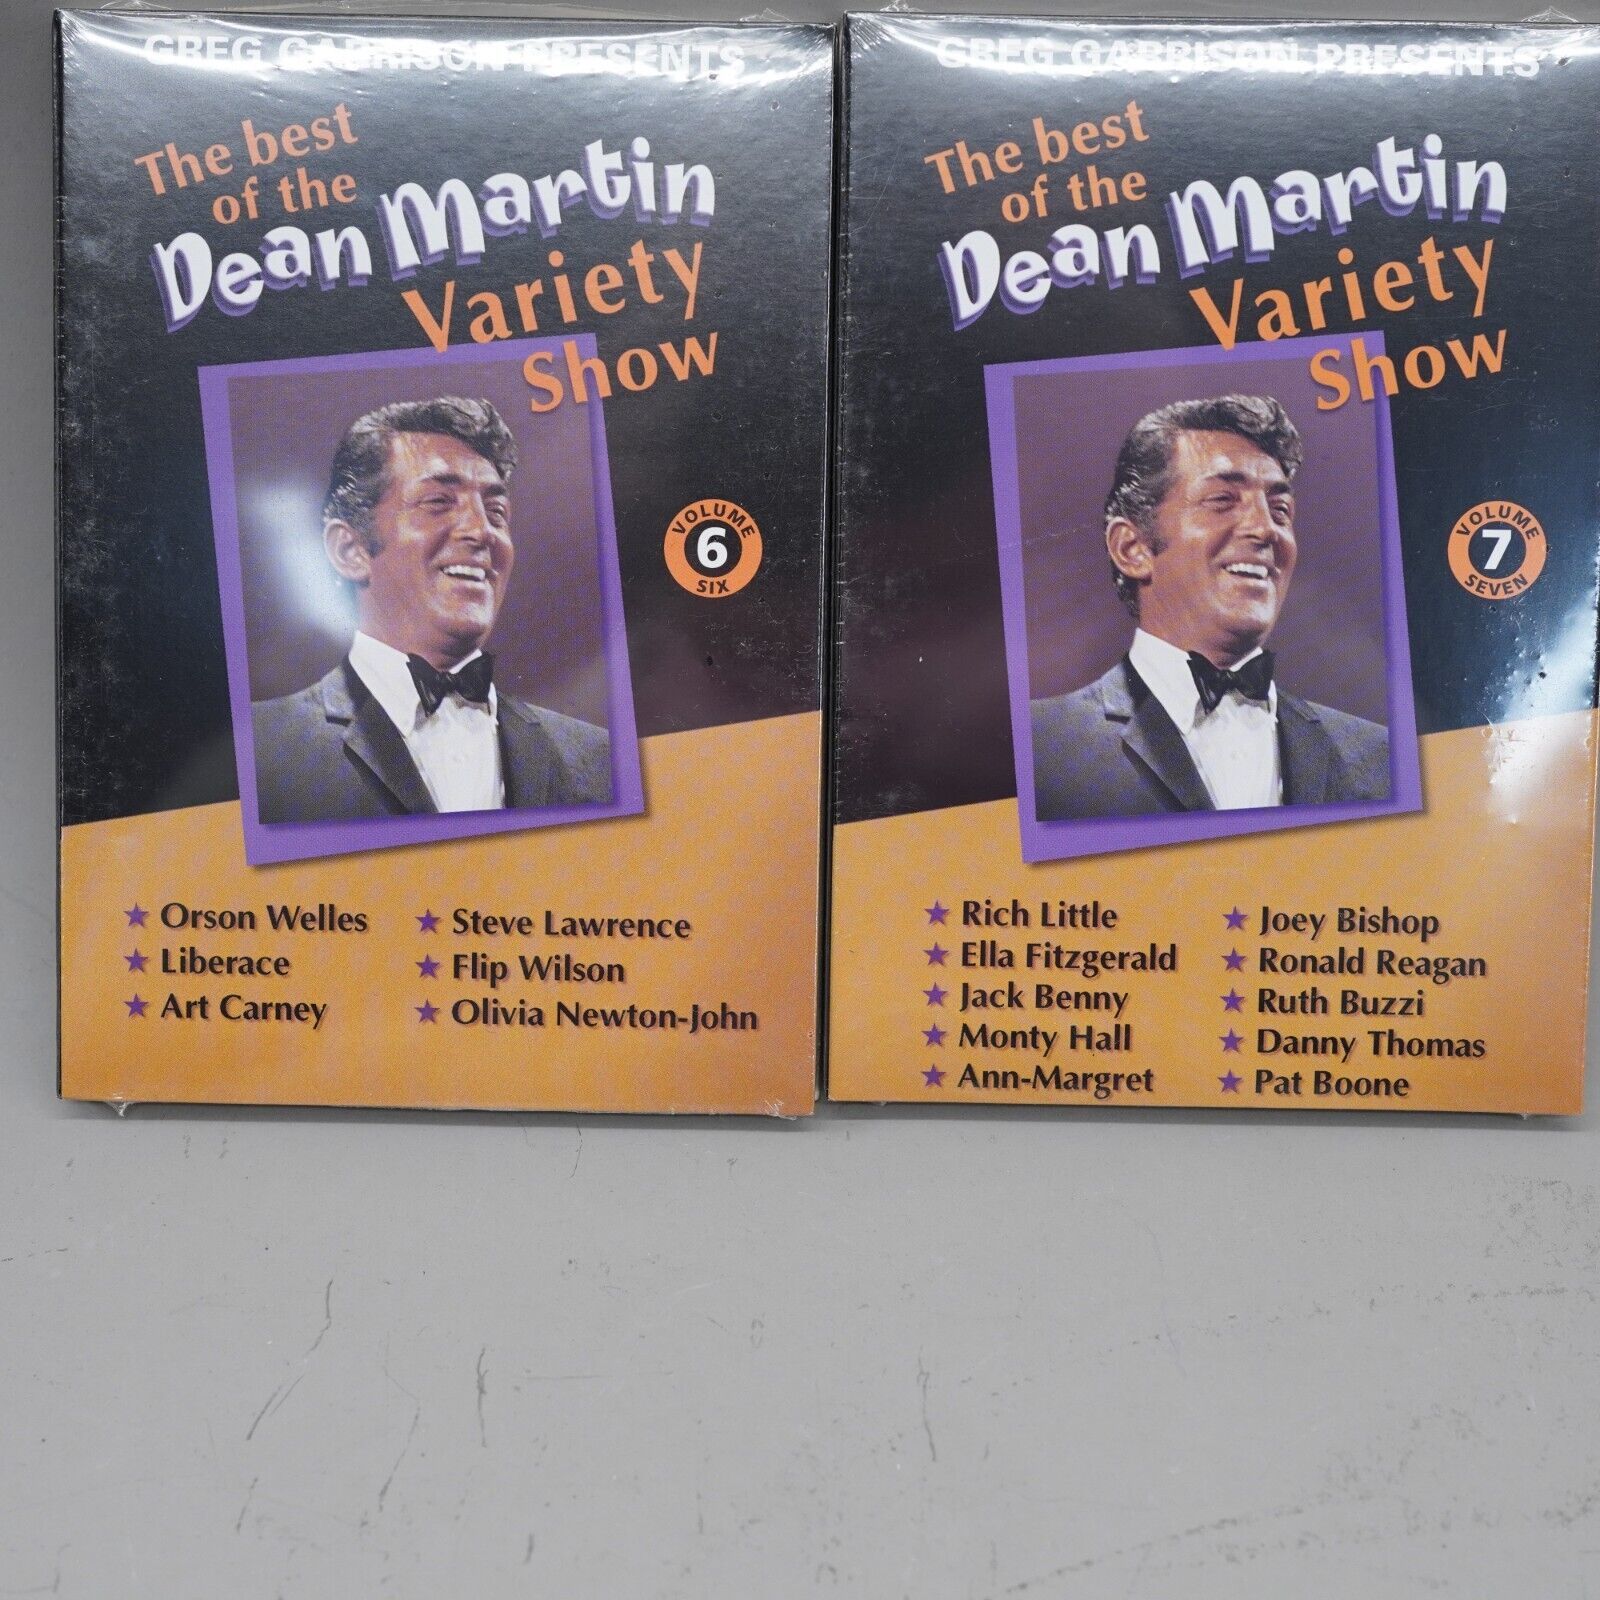 GREG GARRISON PRESENTS
The best
of the
Dean Martin
Variety
Show
VOLUME
6
SIX
★ Orson Welles
★ Liberace
★ Art Carney
★ Steve Lawrence
★ Flip Wilson
★ Olivia Newton-John
GREG GARRISON PRESENTS
The best
of the
Dean Martin
Variety
Show
VOLUME
7
SEVEN
★ Rich Little
★ Ella Fitzgerald
★ Jack Benny
★ Monty Hall
★ Ann-Margret
★ Joey Bishop
★ Ronald Reagan
★ Ruth Buzzi
★ Danny Thomas
★ Pat Boone